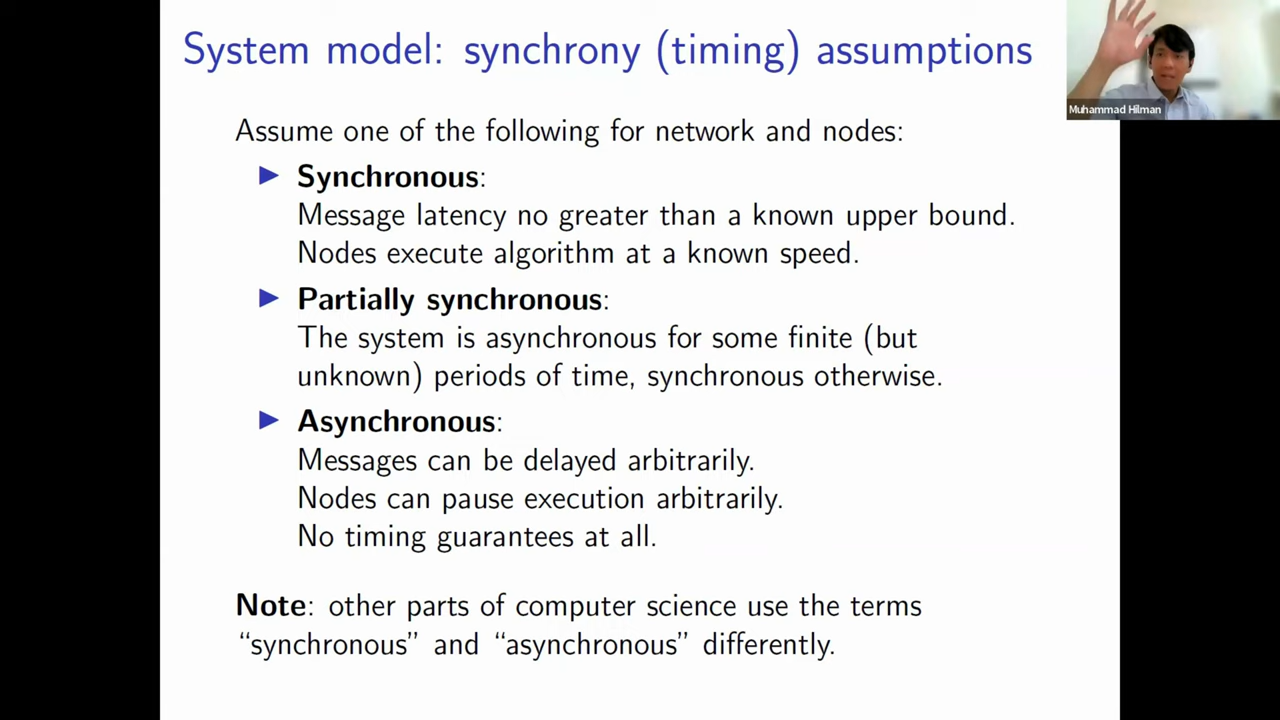 System model: synchrony (timing) assumptions
Muhammad Hilman
Assume one of the following for network and nodes:
▶ Synchronous:
Message latency no greater than a known upper bound.
Nodes execute algorithm at a known speed.
▶ Partially synchronous:
The system is asynchronous for some finite (but
unknown) periods of time, synchronous otherwise.
▶ Asynchronous:
Messages can be delayed arbitrarily.
Nodes can pause execution arbitrarily.
No timing guarantees at all.
Note: other parts of computer science use the terms
“synchronous” and “asynchronous” differently.